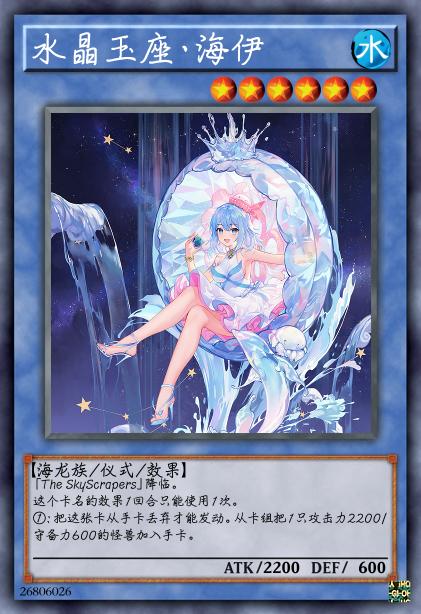 水晶玉座·海伊
水
【海龙族/仪式/效果】
「The SkyScrapers」降临。
这个卡名的效果1回合只能使用1次。
①：把这张卡从手卡丢弃才能发动。从卡组把1只攻击力2200/
守备力600的怪兽加入手卡。
ATK/2200 DEF/ 600
26806026